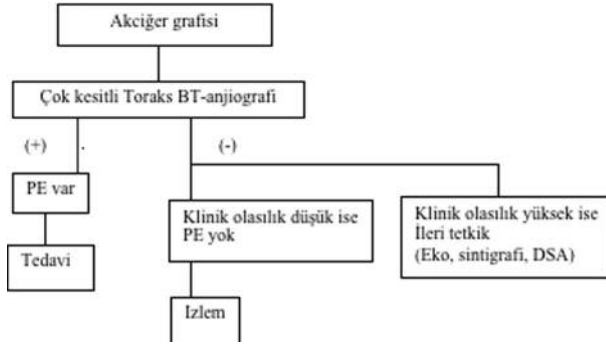 Akciğer grafisi
Çok kesitli Toraks BT-anjiografi
(+)
(-)
PE var
Tedavi
Klinik olasılık düşük ise
PE yok
Izlem
Klinik olasılık yüksek ise
İleri tetkik
(Eko, sintigrafi, DSA)